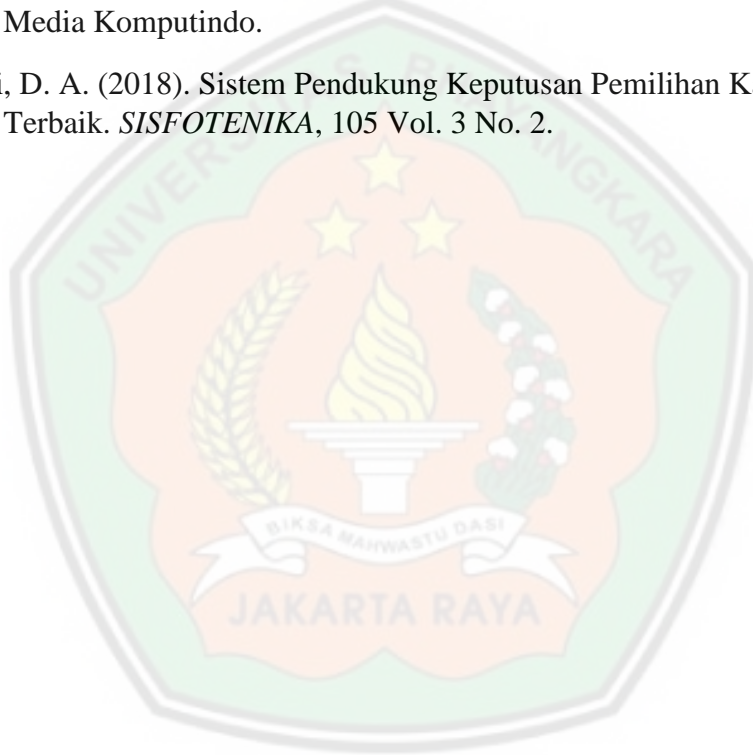 Media Komputindo.
i, D. A. (2018). Sistem Pendukung Keputusan Pemilihan K
Terbaik. SISFOTENIKA, 105 Vol. 3 No. 2.
UNIVERSITAS BHAYANGKARA
BIKSA MAHWASTU DASI
JAKARTA RAYA